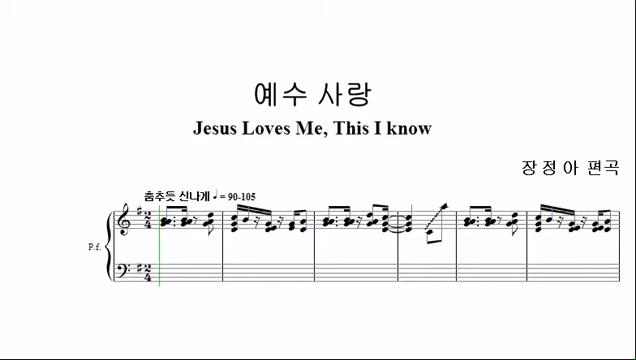 예수 사랑
Jesus Loves Me, This I know
장 정 아 편곡
춤추듯 신나게 ♩ = 90-105
P.f.